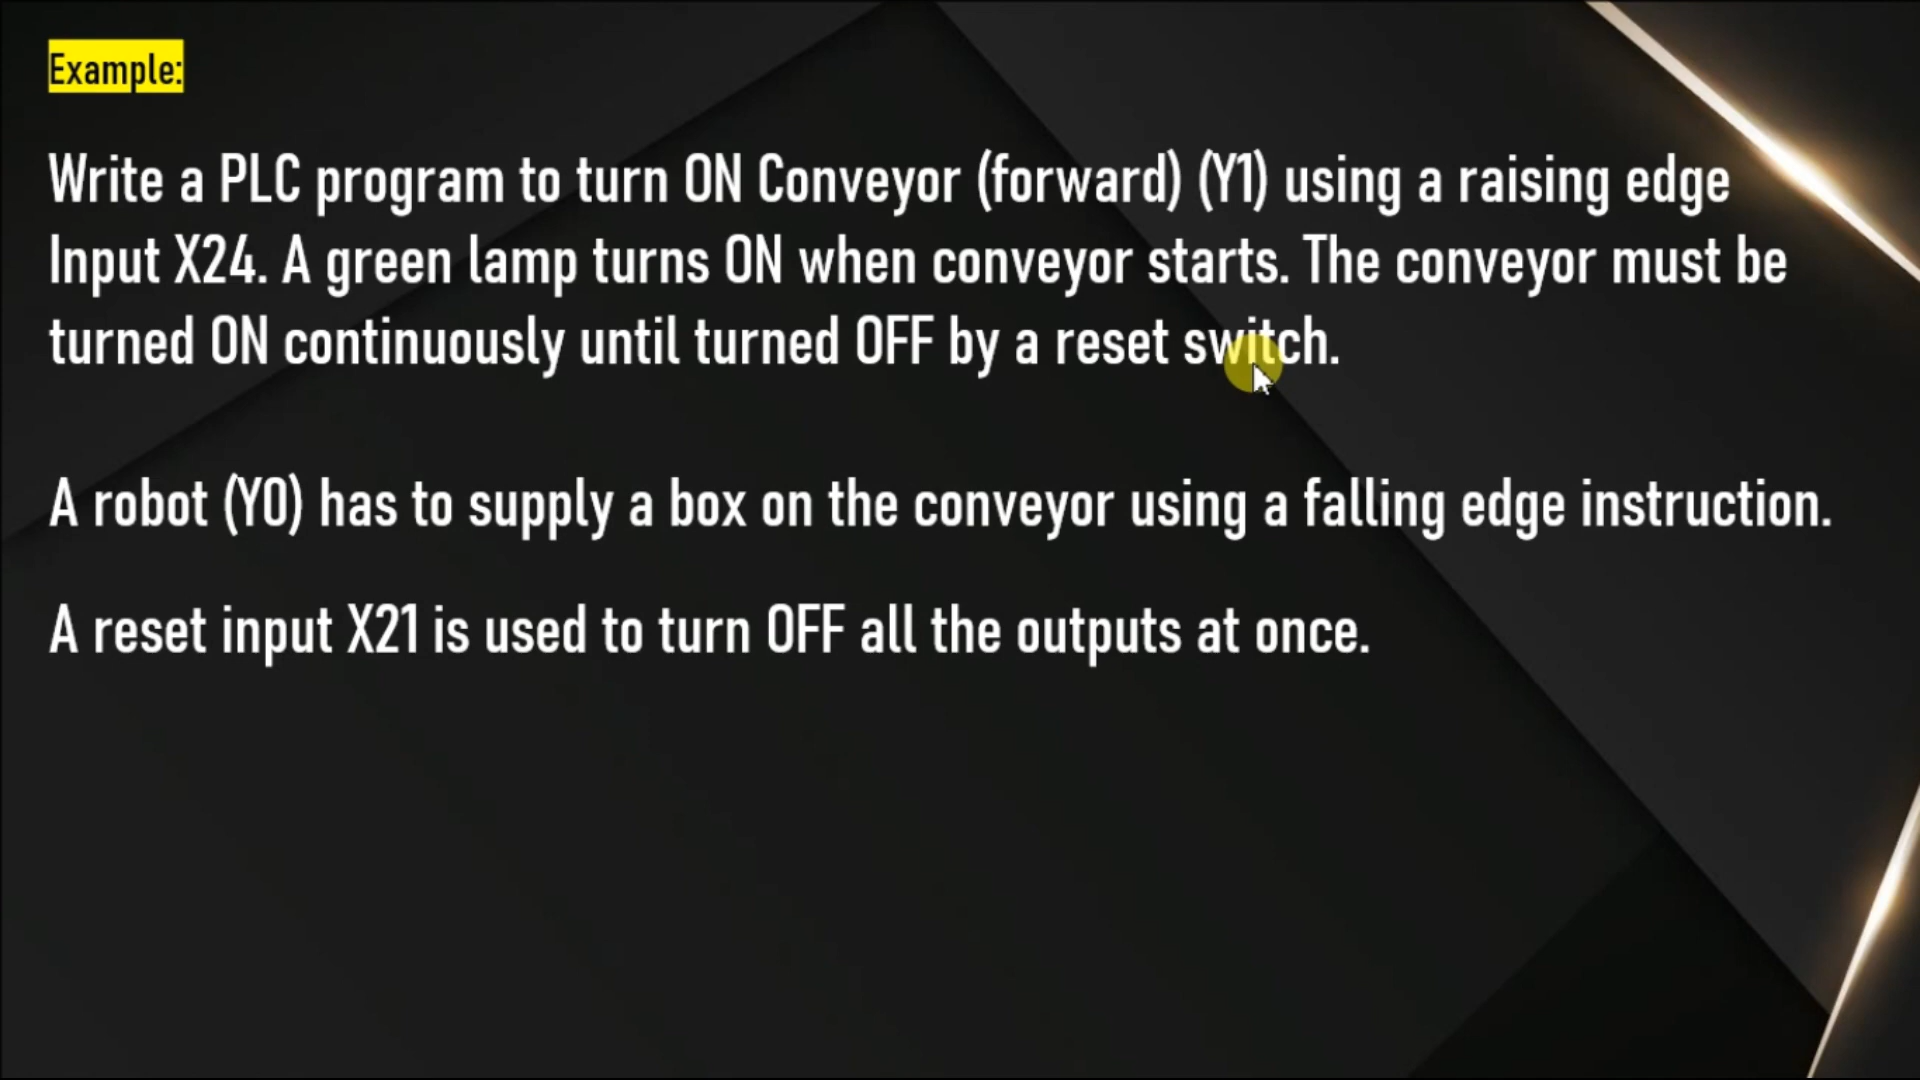 Example:
Write a PLC program to turn ON Conveyor (forward) (Y1) using a raising edge
Input X24. A green lamp turns ON when conveyor starts. The conveyor must be
turned ON continuously until turned OFF by a reset switch.
A robot (Y0) has to supply a box on the conveyor using a falling edge instruction.
A reset input X21 is used to turn OFF all the outputs at once.